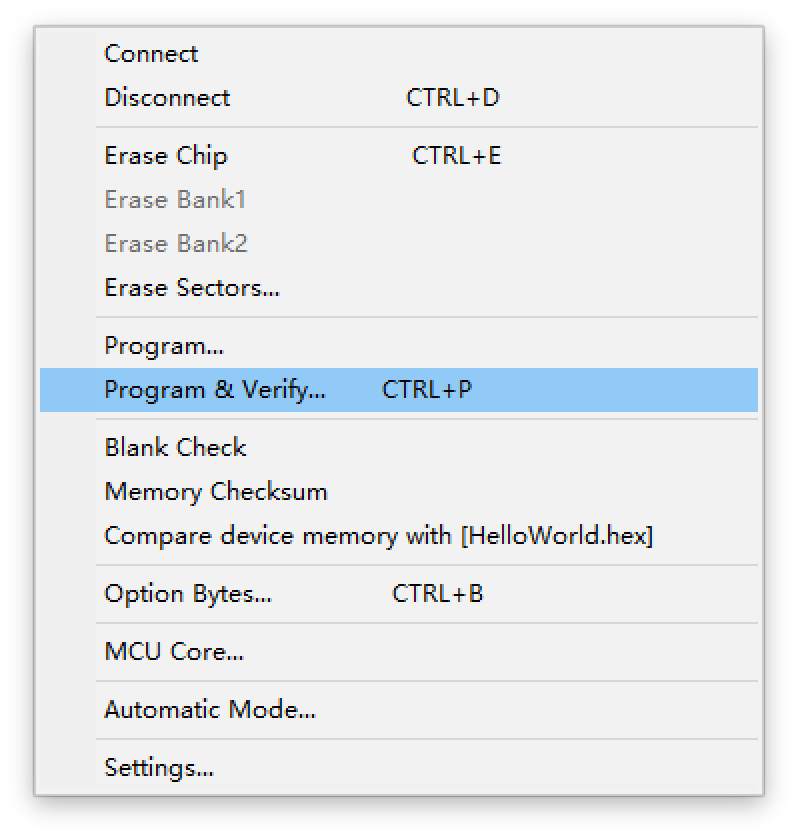 Connect
Disconnect CTRL+D
Erase Chip CTRL+E
Erase Bank1
Erase Bank2
Erase Sectors...
Program...
Program & Verify... CTRL+P
Blank Check
Memory Checksum
Compare device memory with [HelloWorld.hex]
Option Bytes... CTRL+B
MCU Core...
Automatic Mode...
Settings...